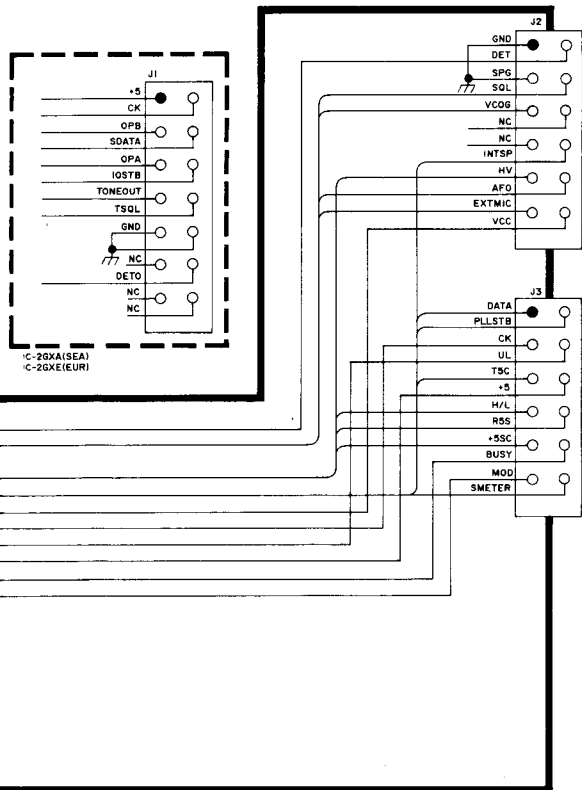 J1
+5
CK
OPB
SDATA
OPA
IOSTB
TONEOUT
TSQL
GND
NC
DETO
NC
NC
IC-2GXA(SEA)
IC-2GXE(EUR)
J2
GND
DET
SPG
SQL
VCOG
NC
NC
INTSP
HV
AFO
EXTMIC
VCC
J3
DATA
PLLSTB
CK
UL
T5C
+5
H/L
R5S
+5SC
BUSY
MOD
SMETER